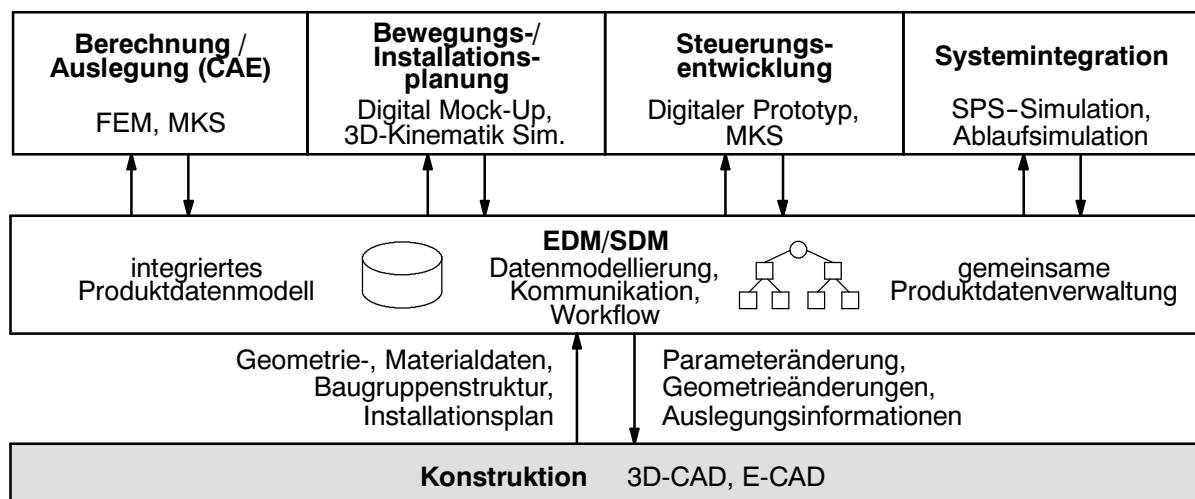 Berechnung /
Auslegung (CAE)
FEM, MKS
Bewegungs-/
Installations-
planung
Digital Mock-Up,
3D-Kinematik Sim.
Steuerungs-
entwicklung
Digitaler Prototyp,
MKS
Systemintegration
SPS-Simulation,
Ablaufsimulation
integriertes
Produktdatenmodell
EDM/SDM
Datenmodellierung,
Kommunikation,
Workflow
gemeinsame
Produktdatenverwaltung
Geometrie-, Materialdaten,
Baugruppenstruktur,
Installationsplan
Parameteränderung,
Geometrieänderungen,
Auslegungsinformationen
Konstruktion 3D-CAD, E-CAD